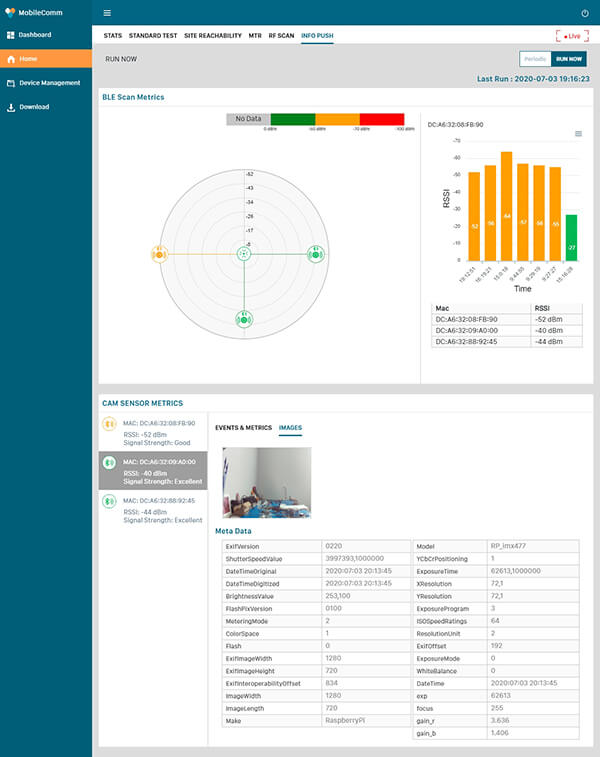 MobileComm
Dashboard
Home
Device Management
Download
STATS STANDARD TEST SITE REACHABILITY MTR RF SCAN INFO PUSH
Live
RUN NOW
Periodic RUN NOW
Last Run : 2020-07-03 19:16:23
BLE Scan Metrics
No Data
0 dBm -60 dBm -70 dBm -100 dBm
-52
-43
-34
-26
-17
-8
DC:A6:32:08:FB:90
-70
-60
-50
-40
-30
-20
-10
0
RSSI
-52 -56 -64 -57 -56 -55 -27
19:12:51 16:19:21 15:0:18 9:44:55 9:29:19 9:27:27 15:16:28
Time
Mac RSSI
DC:A6:32:08:FB:90 -52 dBm
DC:A6:32:09:A0:00 -40 dBm
DC:A6:32:88:92:45 -44 dBm
CAM SENSOR METRICS
MAC: DC:A6:32:08:FB:90
RSSI: -52 dBm
Signal Strength: Good
MAC: DC:A6:32:09:A0:00
RSSI: -40 dBm
Signal Strength: Excellent
MAC: DC:A6:32:88:92:45
RSSI: -44 dBm
Signal Strength: Excellent
EVENTS & METRICS IMAGES
Meta Data
ExifVersion 0220 Model RP_imx477
ShutterSpeedValue 3997393,1000000 YCbCrPositioning 1
DateTimeOriginal 2020:07:03 20:13:45 ExposureTime 62613,1000000
DateTimeDigitized 2020:07:03 20:13:45 XResolution 72,1
BrightnessValue 253,100 YResolution 72,1
FlashPixVersion 0100 ExposureProgram 3
MeteringMode 2 ISOSpeedRatings 64
ColorSpace 1 ResolutionUnit 2
Flash 0 ExifOffset 192
ExifImageWidth 1280 ExposureMode 0
ExifImageHeight 720 WhiteBalance 0
ExifInteroperabilityOffset 834 DateTime 2020:07:03 20:13:45
ImageWidth 1280 exp 62613
ImageLength 720 focus 255
Make RaspberryPi gain_r 3.636
gain_b 1.406